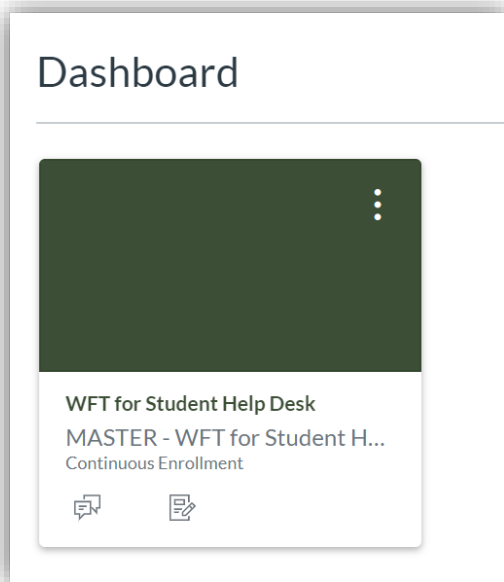 Dashboard
WFT for Student Help Desk
MASTER - WFT for Student H...
Continuous Enrollment